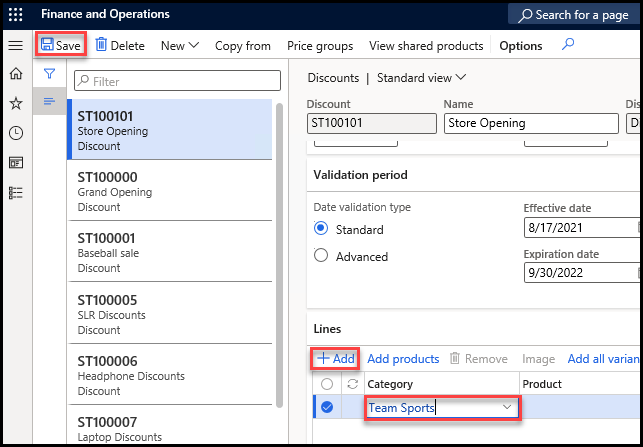 Finance and Operations
Search for a page
Save Delete New Copy from Price groups View shared products Options
Filter
ST100101
Store Opening
Discount
ST100000
Grand Opening
Discount
ST100001
Baseball sale
Discount
ST100005
SLR Discounts
Discount
ST100006
Headphone Discounts
Discount
ST100007
Laptop Discounts
Discounts | Standard view
Discount Name Dis
ST100101 Store Opening D
Validation period
Date validation type
Standard
Advanced
Effective date
8/17/2021
Expiration date
9/30/2022
Lines
+ Add Add products Remove Image Add all varian
Category Product
Team Sports